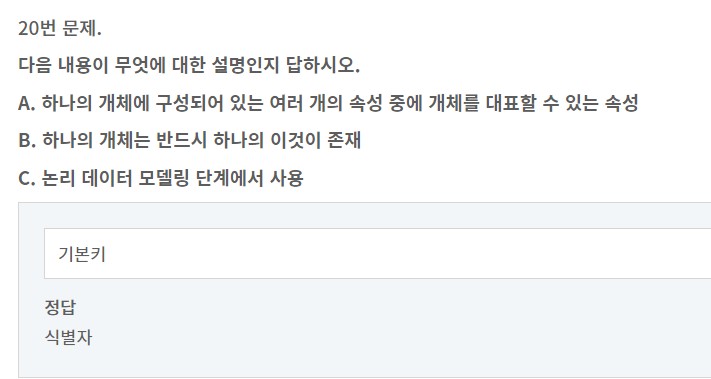 20번 문제.
다음 내용이 무엇에 대한 설명인지 답하시오.
A. 하나의 개체에 구성되어 있는 여러 개의 속성 중에 개체를 대표할 수 있는 속성
B. 하나의 개체는 반드시 하나의 이것이 존재
C. 논리 데이터 모델링 단계에서 사용
기본키
정답
식별자